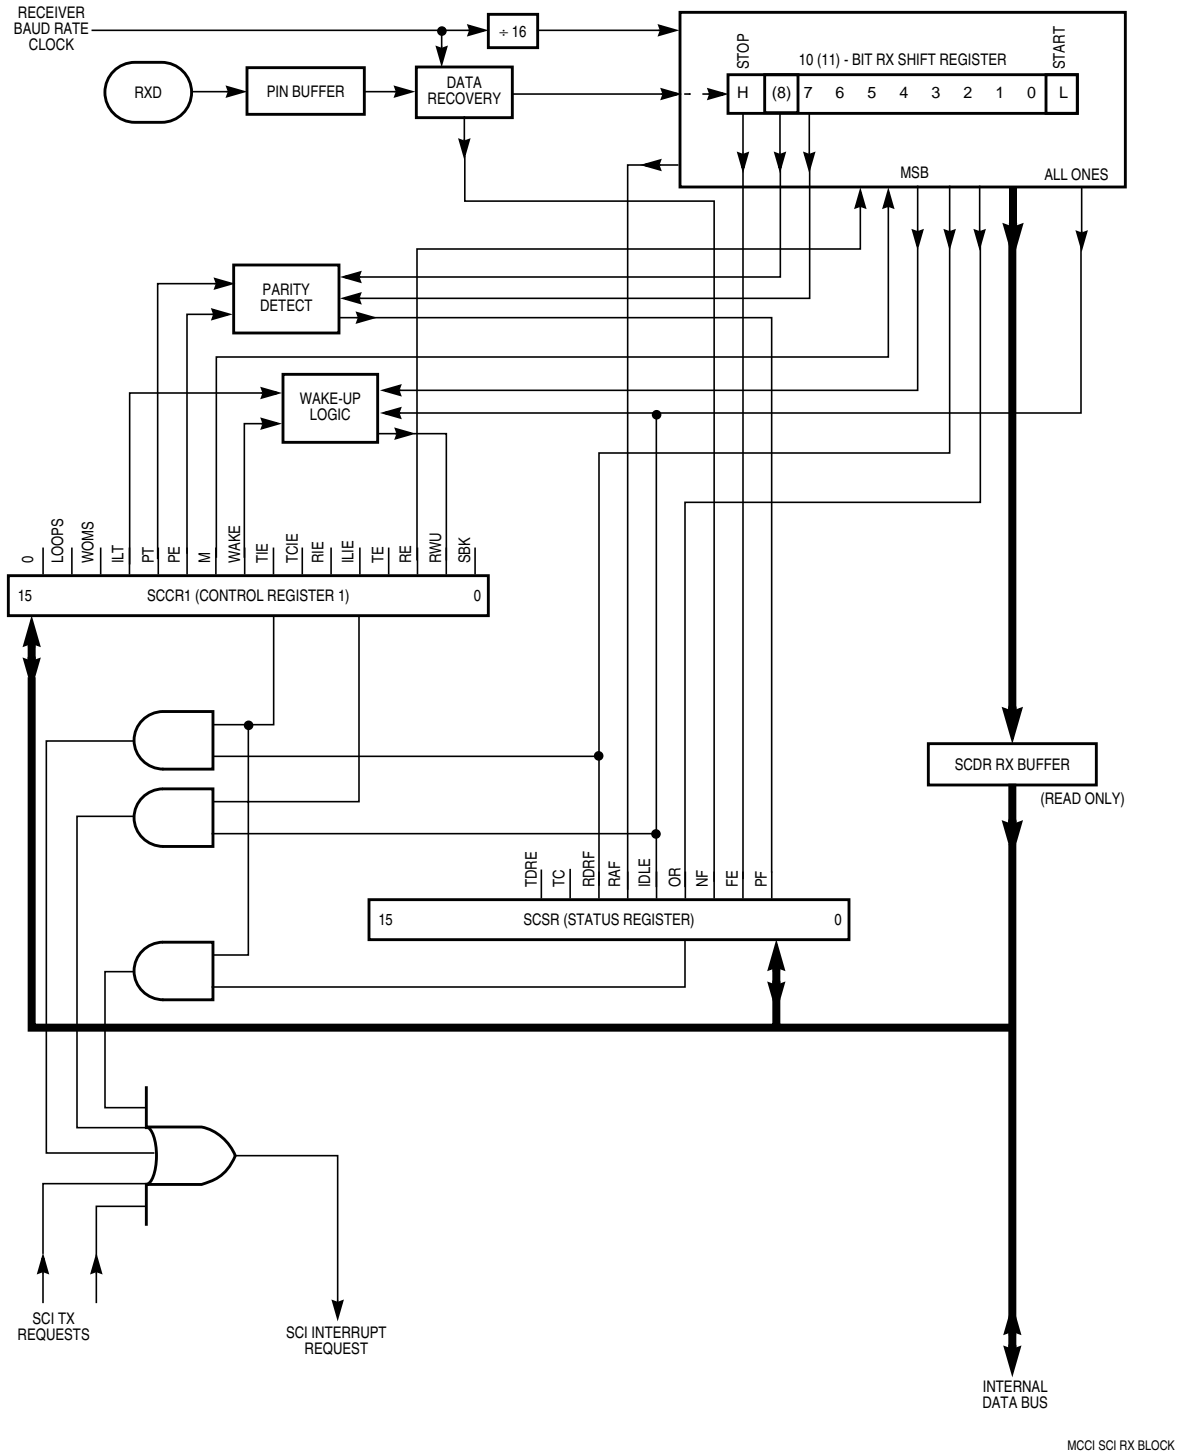 RECEIVER
BAUD RATE
CLOCK
÷ 16
STOP
START
10 (11) - BIT RX SHIFT REGISTER
RXD
PIN BUFFER
DATA
RECOVERY
H (8) 7 6 5 4 3 2 1 0 L
MSB
ALL ONES
PARITY
DETECT
WAKE-UP
LOGIC
0
LOOPS
WOMS
ILT
PT
PE
M
WAKE
TIE
TCIE
RIE
ILIE
TE
RE
RWU
SBK
15 SCCR1 (CONTROL REGISTER 1) 0
SCDR RX BUFFER
(READ ONLY)
TDRE
TC
RDRF
RAF
IDLE
OR
NF
FE
PF
15 SCSR (STATUS REGISTER) 0
SCI TX
REQUESTS
SCI INTERRUPT
REQUEST
INTERNAL
DATA BUS
MCCI SCI RX BLOCK